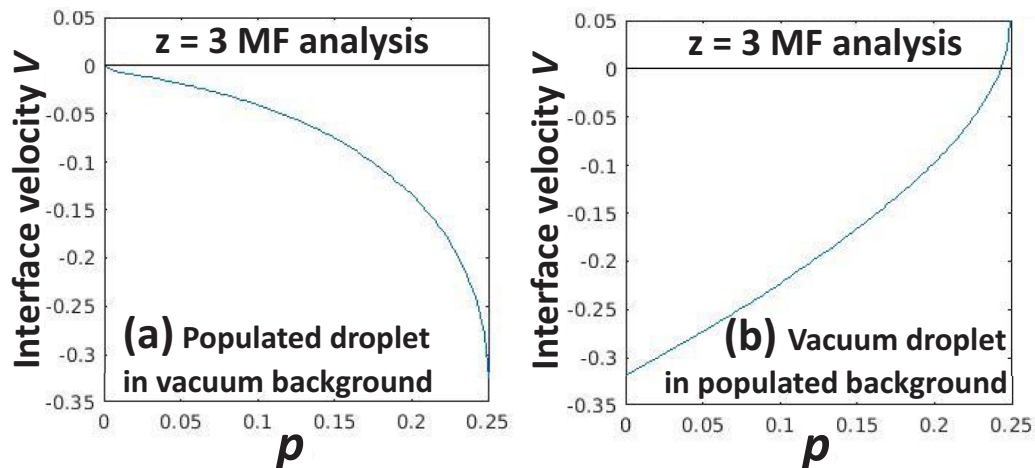 z = 3 MF analysis
Interface velocity V
0.05
0
-0.05
-0.1
-0.15
-0.2
-0.25
-0.3
-0.35
(a) Populated droplet
in vacuum background
0 0.05 0.1 0.15 0.2 0.25
p
z = 3 MF analysis
Interface velocity V
0.05
0
-0.05
-0.1
-0.15
-0.2
-0.25
-0.3
-0.35
(b) Vacuum droplet
in populated background
0 0.05 0.1 0.15 0.2 0.25
p